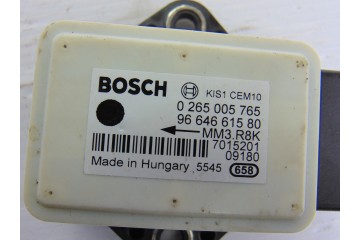 BOSCH KIS1 CEM10
0 265 005 765
96 646 615 80
MM3.R8K
7015201
09180
Made in Hungary 5545 658